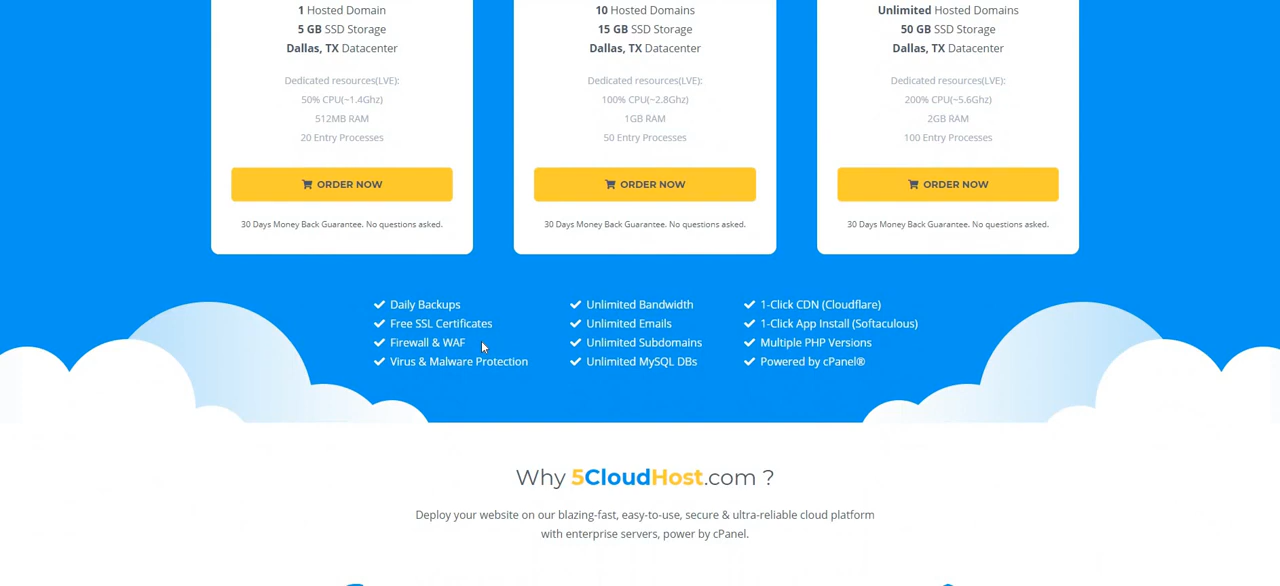 1 Hosted Domain
5 GB SSD Storage
Dallas, TX Datacenter
Dedicated resources(LVE):
50% CPU(~1.4Ghz)
512MB RAM
20 Entry Processes
ORDER NOW
30 Days Money Back Guarantee. No questions asked.
10 Hosted Domains
15 GB SSD Storage
Dallas, TX Datacenter
Dedicated resources(LVE):
100% CPU(~2.8Ghz)
1GB RAM
50 Entry Processes
ORDER NOW
30 Days Money Back Guarantee. No questions asked.
Unlimited Hosted Domains
50 GB SSD Storage
Dallas, TX Datacenter
Dedicated resources(LVE):
200% CPU(~5.6Ghz)
2GB RAM
100 Entry Processes
ORDER NOW
30 Days Money Back Guarantee. No questions asked.
Daily Backups
Free SSL Certificates
Firewall & WAF
Virus & Malware Protection
Unlimited Bandwidth
Unlimited Emails
Unlimited Subdomains
Unlimited MySQL DBs
1-Click CDN (Cloudflare)
1-Click App Install (Softaculous)
Multiple PHP Versions
Powered by cPanel®
Why 5CloudHost.com ?
Deploy your website on our blazing-fast, easy-to-use, secure & ultra-reliable cloud platform
with enterprise servers, power by cPanel.